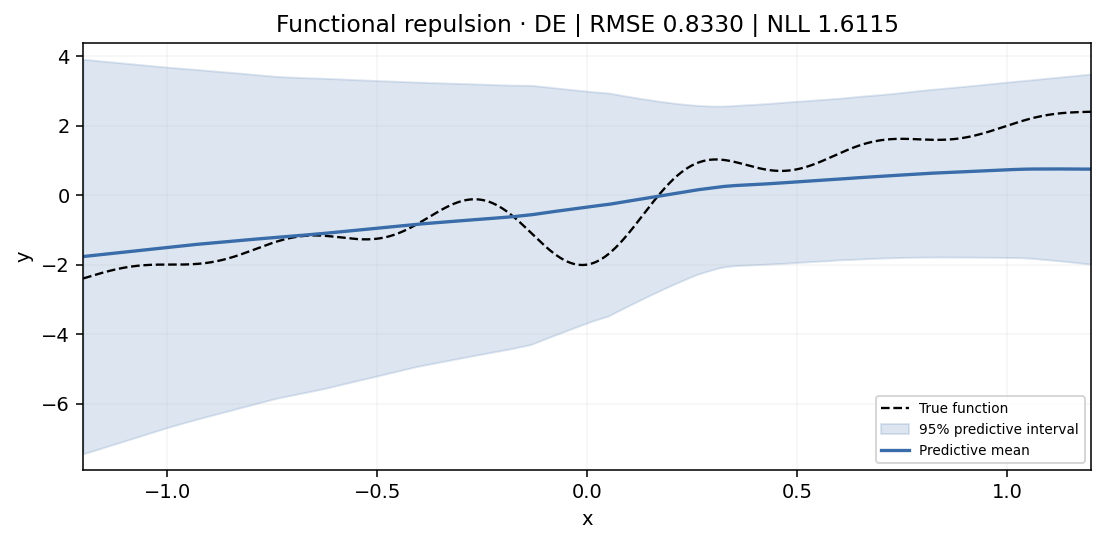 Functional repulsion · DE | RMSE 0.8330 | NLL 1.6115
y
4
2
0
−2
−4
−6
True function
95% predictive interval
Predictive mean
−1.0 −0.5 0.0 0.5 1.0
x